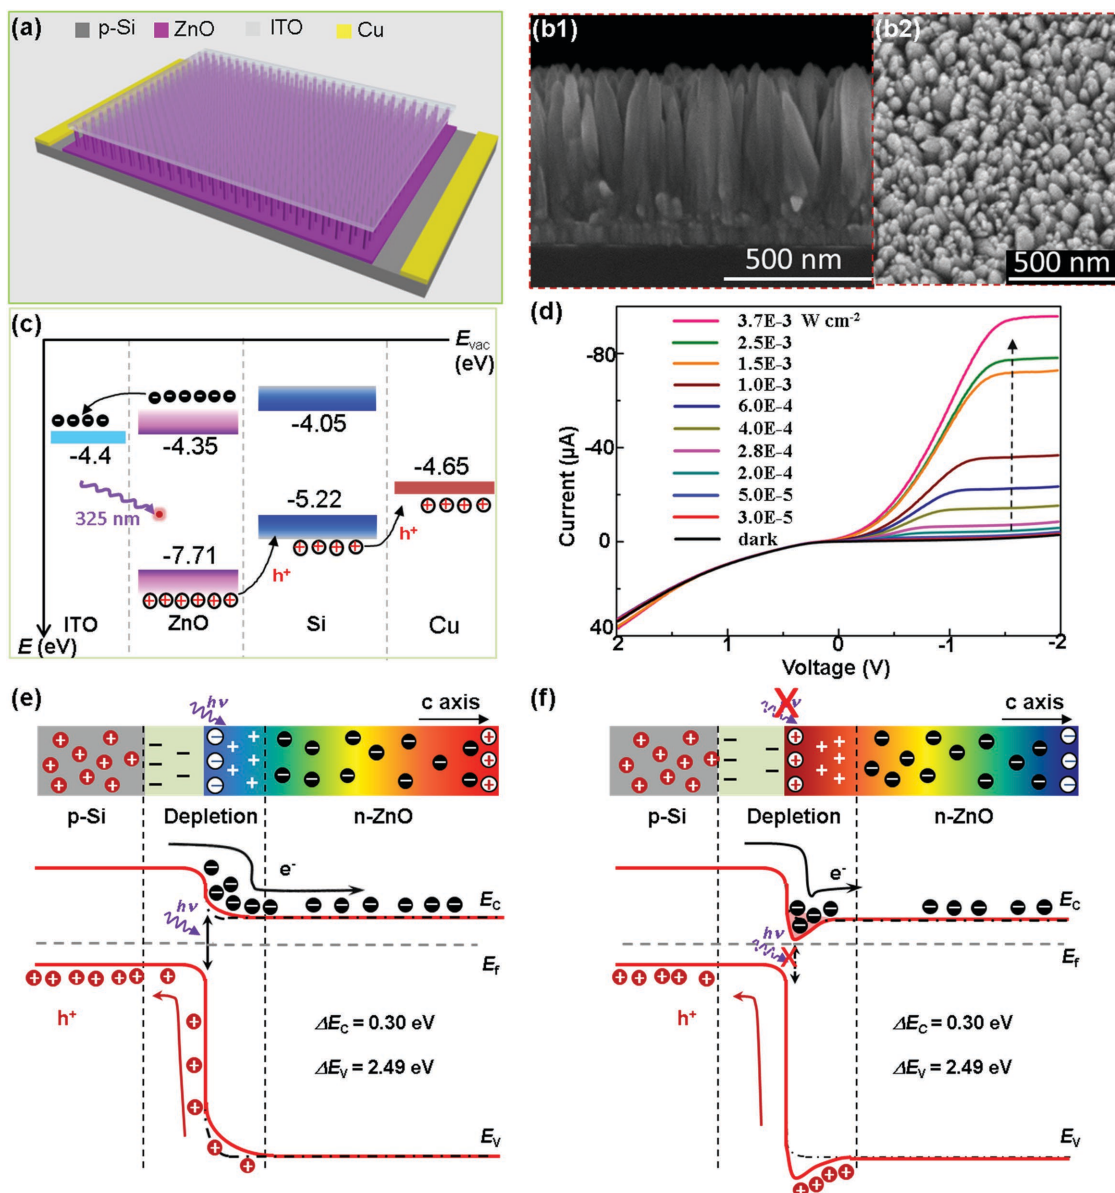 (a)
p-Si ZnO ITO Cu
(b1)
500 nm
(b2)
500 nm
(c)
E_vac
(eV)
-4.4
-4.35
-4.05
-4.65
-5.22
325 nm
-7.71
h⁺
h⁺
ITO
ZnO
Si
Cu
E (eV)
(d)
3.7E-3 W cm⁻²
2.5E-3
1.5E-3
1.0E-3
6.0E-4
4.0E-4
2.8E-4
2.0E-4
5.0E-5
3.0E-5
dark
-80
-40
0
40
Current (µA)
2 1 0 -1 -2
Voltage (V)
(e)
hν
c axis
p-Si Depletion n-ZnO
e⁻
E_C
hν
E_f
h⁺
ΔE_C = 0.30 eV
ΔE_V = 2.49 eV
E_V
(f)
hν
c axis
p-Si Depletion n-ZnO
e⁻
E_C
hν
E_f
h⁺
ΔE_C = 0.30 eV
ΔE_V = 2.49 eV
E_V